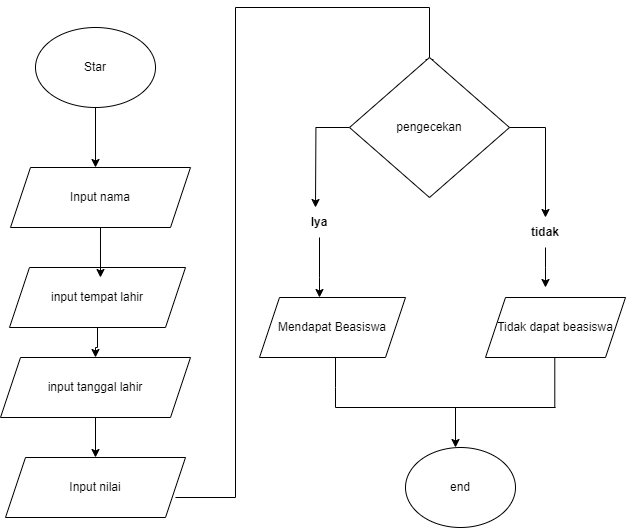 Star
Input nama
input tempat lahir
input tanggal lahir
Input nilai
pengecekan
Iya
tidak
Mendapat Beasiswa
Tidak dapat beasiswa
end